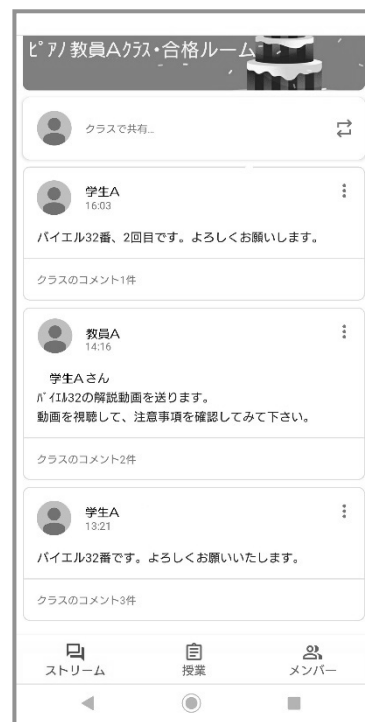 ピアノ教員Aクラス・合格ルーム
クラスで共有...
学生A
16:03
バイエル32番、2回目です。よろしくお願いします。
クラスのコメント1件
教員A
14:16
学生Aさん
バイエル32の解説動画を送ります。
動画を視聴して、注意事項を確認してみて下さい。
クラスのコメント2件
学生A
13:21
バイエル32番です。よろしくお願いいたします。
クラスのコメント3件
ストリーム 授業 メンバー